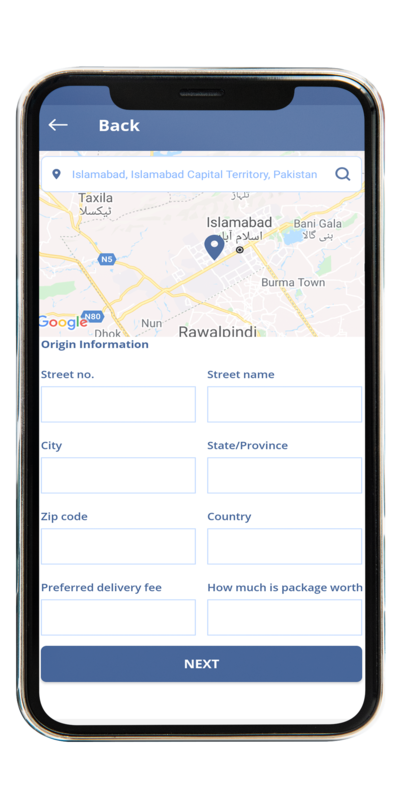 Back
Islamabad, Islamabad Capital Territory, Pakistan
Taxila
ٹیکسلا
Islamabad
اسلام آباد
Bani Gala
بنی گالا
N5
Burma Town
N80
Google
Nun
Dhok
Rawalpindi
Origin Information
Street no.
Street name
City
State/Province
Zip code
Country
Preferred delivery fee
How much is package worth
NEXT